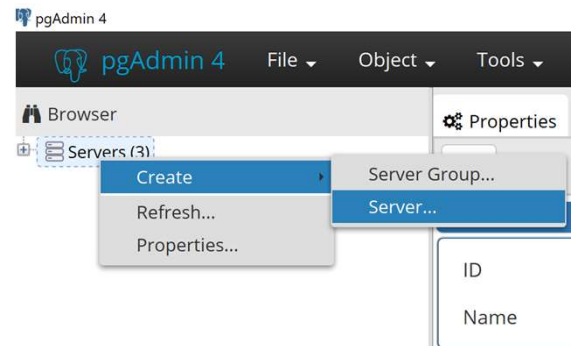 pgAdmin 4
pgAdmin 4 File Object Tools
Browser
Properties
Servers (3)
Create
Refresh...
Properties...
Server Group...
Server...
ID
Name